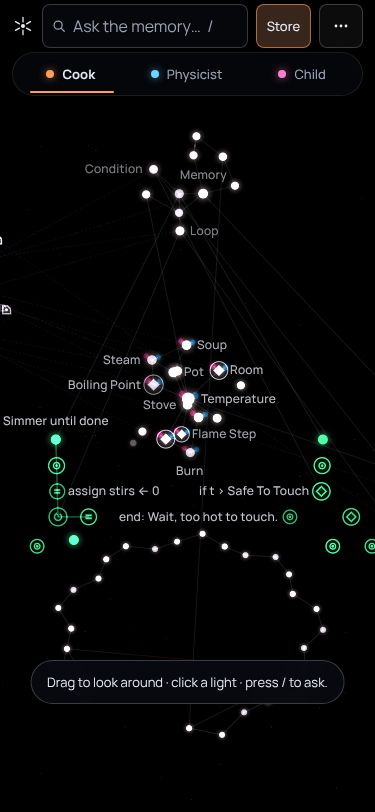 Ask the memory… /
Store
Cook
Physicist
Child
Condition
Memory
Loop
Soup
Steam
Pot
Room
Boiling Point
Stove
Temperature
Simmer until done
Flame Step
Burn
assign stirs ← 0
if t > Safe To Touch
end: Wait, too hot to touch.
Drag to look around · click a light · press / to ask.